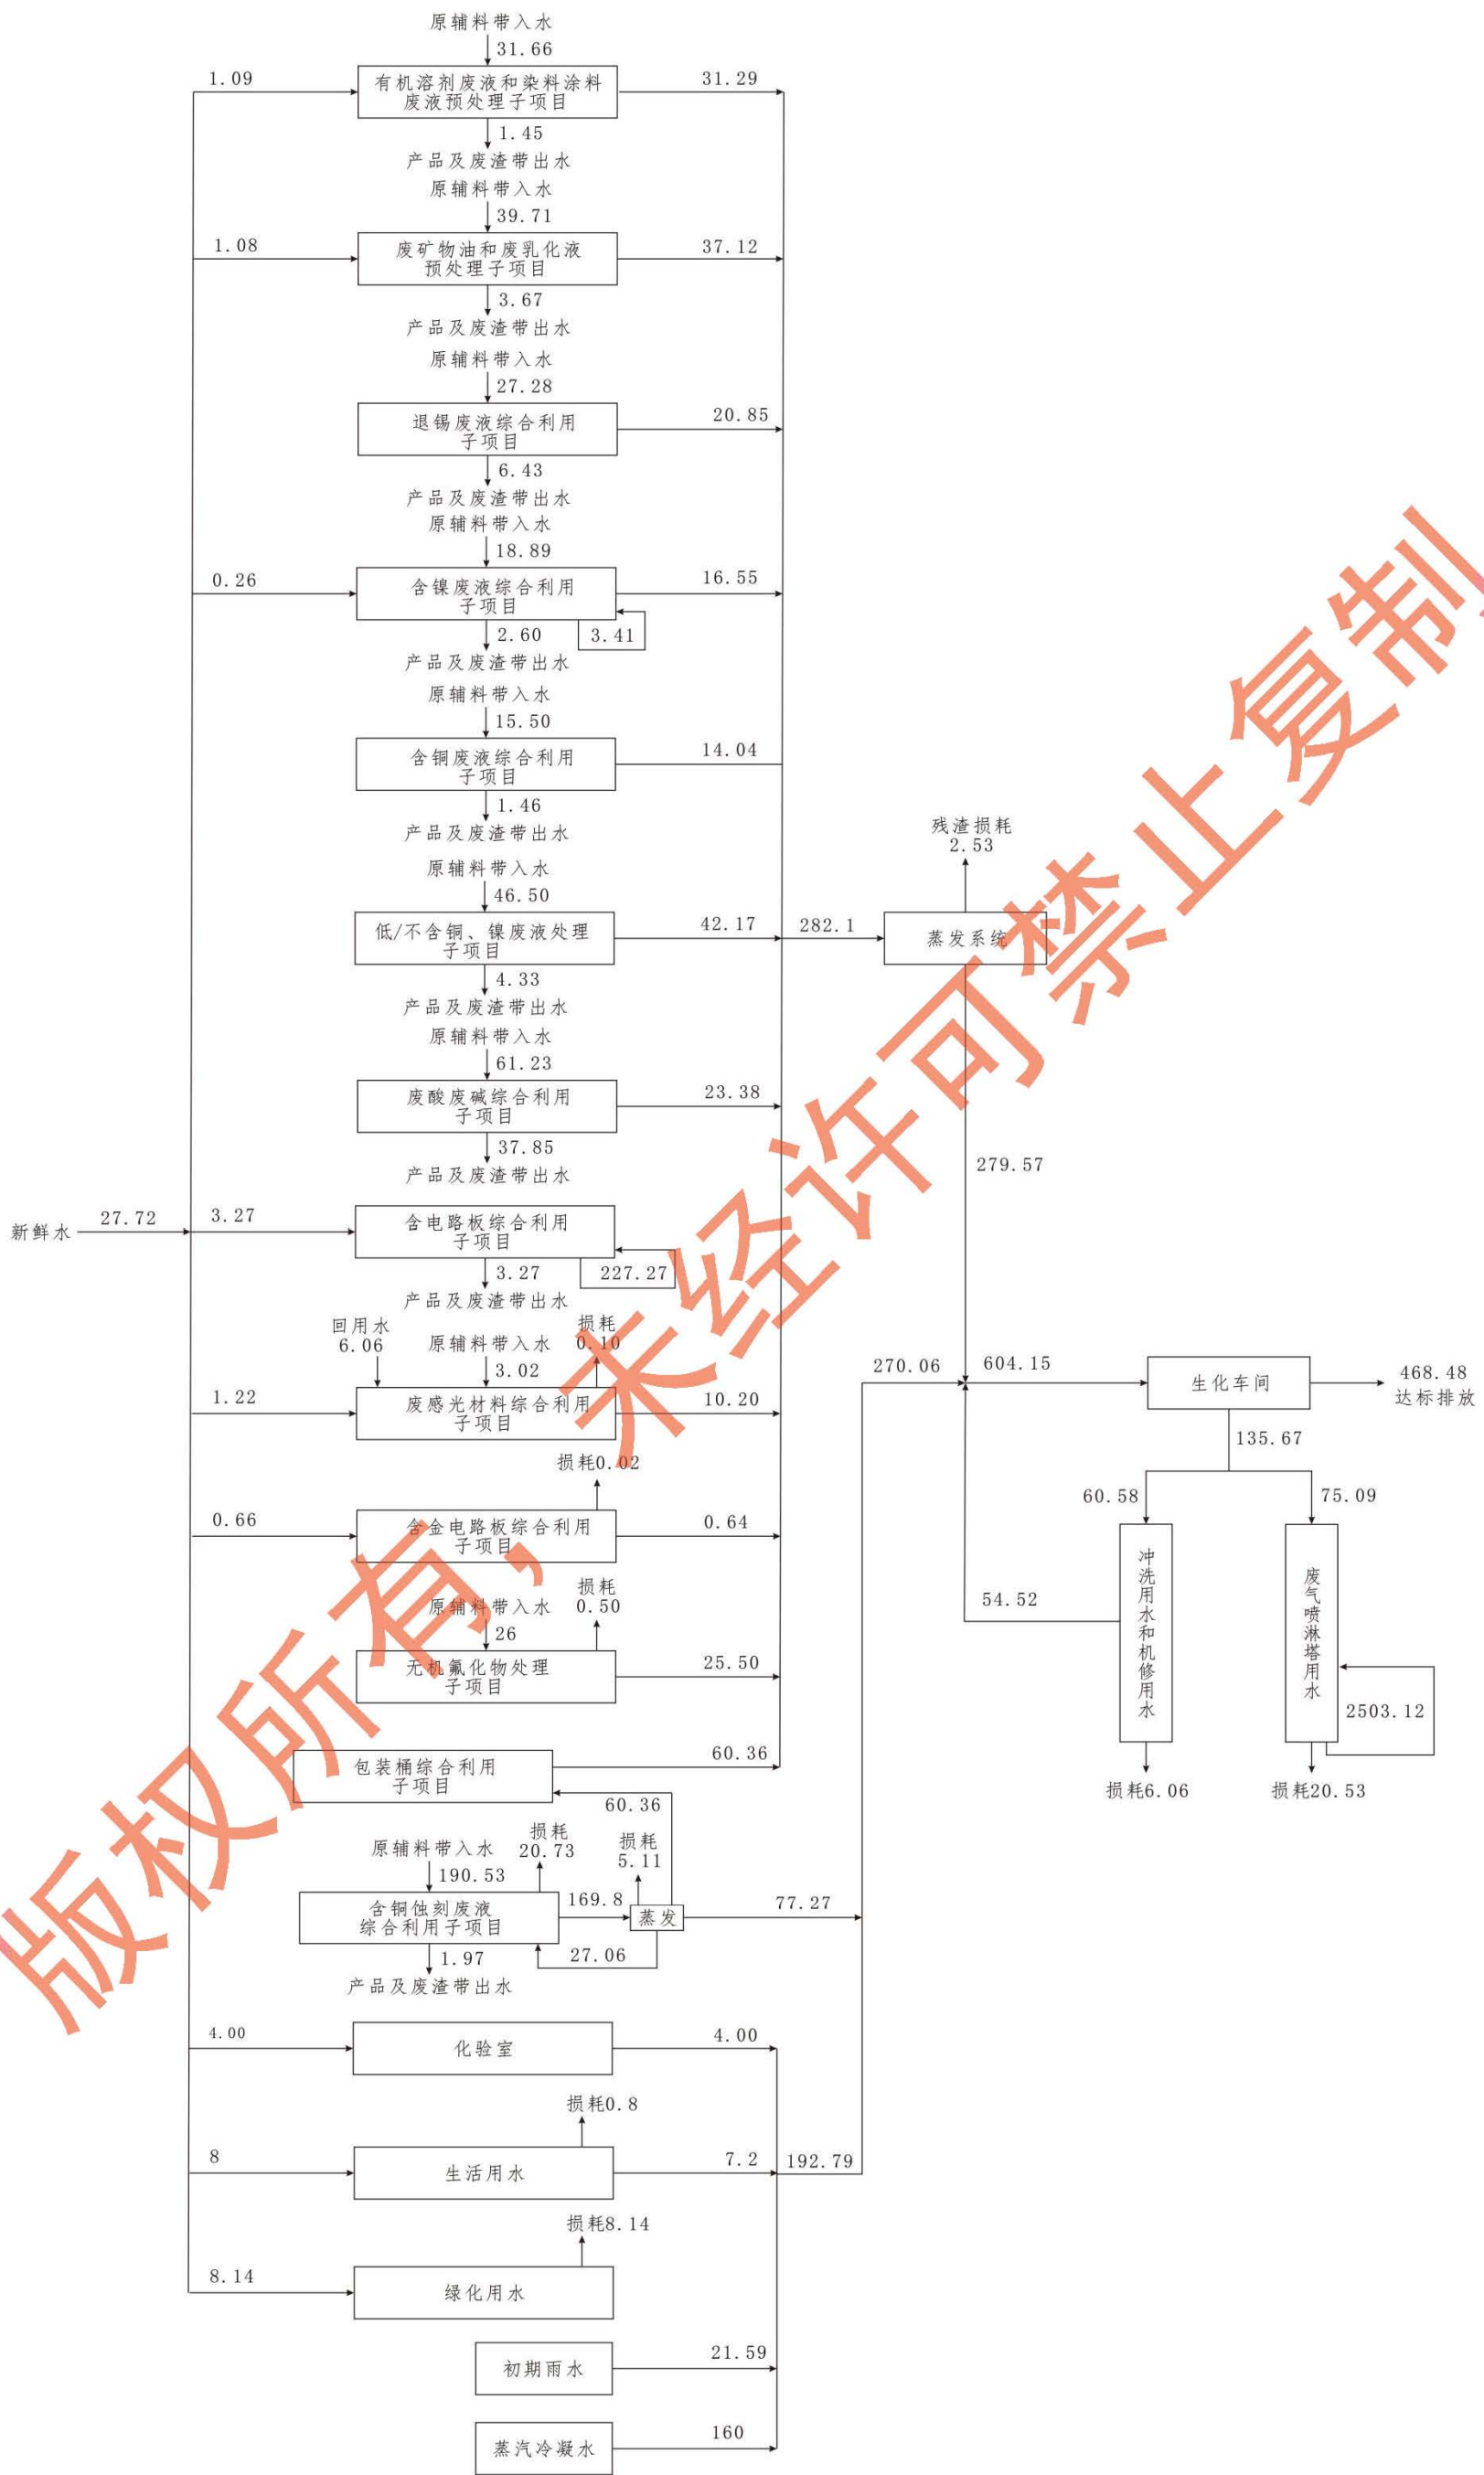 原辅料带入水
31.66
1.09
有机溶剂废液和染料涂料
废液预处理子项目
31.29
1.45
产品及废渣带出水
原辅料带入水
39.71
1.08
废矿物油和废乳化液
预处理子项目
37.12
3.67
产品及废渣带出水
原辅料带入水
27.28
退锡废液综合利用
子项目
20.85
6.43
产品及废渣带出水
原辅料带入水
18.89
0.26
含镍废液综合利用
子项目
16.55
2.60
3.41
产品及废渣带出水
原辅料带入水
15.50
含铜废液综合利用
子项目
14.04
1.46
产品及废渣带出水
原辅料带入水
46.50
低/不含铜、镍废液处理
子项目
42.17
4.33
产品及废渣带出水
282.1
残渣损耗
2.53
蒸发系统
279.57
原辅料带入水
61.23
废酸废碱综合利用
子项目
23.38
37.85
产品及废渣带出水
新鲜水
27.72
3.27
含电路板综合利用
子项目
3.27
227.27
产品及废渣带出水
回用水
6.06
原辅料带入水
3.02
损耗
0.10
1.22
废感光材料综合利用
子项目
10.20
270.06
604.15
生化车间
468.48
达标排放
135.67
60.58
75.09
冲洗用水和机修用水
废气喷淋塔用水
54.52
2503.12
损耗6.06
损耗20.53
损耗0.02
0.66
含金电路板综合利用
子项目
0.64
原辅料带入水
26
损耗
0.50
无机氟化物处理
子项目
25.50
包装桶综合利用
子项目
60.36
60.36
原辅料带入水
190.53
损耗
20.73
损耗
5.11
含铜蚀刻废液
综合利用子项目
169.8
蒸发
77.27
1.97
27.06
产品及废渣带出水
4.00
化验室
4.00
损耗0.8
8
生活用水
7.2
192.79
损耗8.14
8.14
绿化用水
初期雨水
21.59
蒸汽冷凝水
160
版权所有，未经许可禁止复制